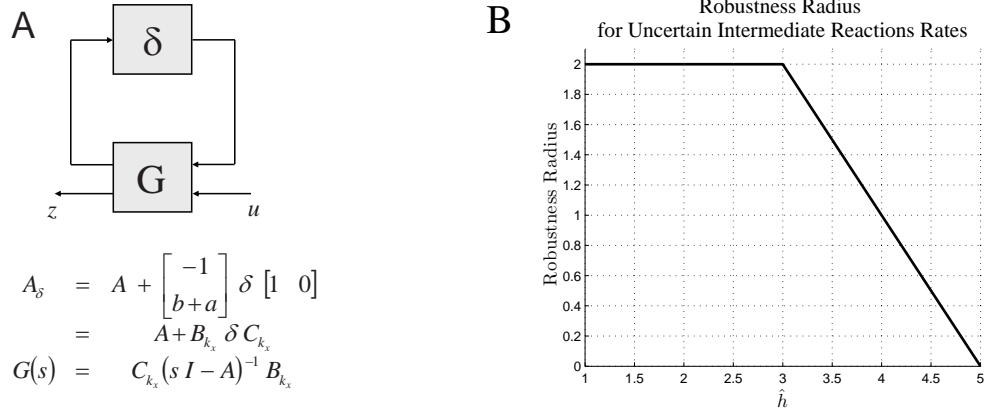 A
δ
G
z
u
A_δ = A + [−1; b+a] δ [1 0]
= A + B_{k_x} δ C_{k_x}
G(s) = C_{k_x}(s I − A)^{−1} B_{k_x}
B
Robustness Radius
for Uncertain Intermediate Reactions Rates
Robustness Radius
2
1.8
1.6
1.4
1.2
1
0.8
0.6
0.4
0.2
0
1 1.5 2 2.5 3 3.5 4 4.5 5
ĥ